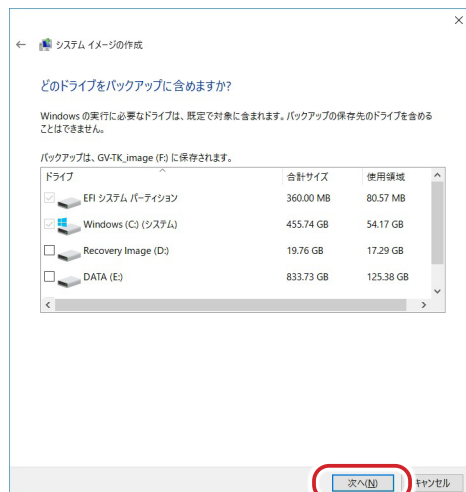 システム イメージの作成
どのドライブをバックアップに含めますか?
Windows の実行に必要なドライブは、既定で対象に含まれます。バックアップの保存先のドライブを含める
ことはできません。
バックアップは、GV-TK_image (F:) に保存されます。
ドライブ 合計サイズ 使用領域
EFI システム パーティション 360.00 MB 80.57 MB
Windows (C:) (システム) 455.74 GB 54.17 GB
Recovery Image (D:) 19.76 GB 17.29 GB
DATA (E:) 833.73 GB 125.38 GB
次へ(N) キャンセル